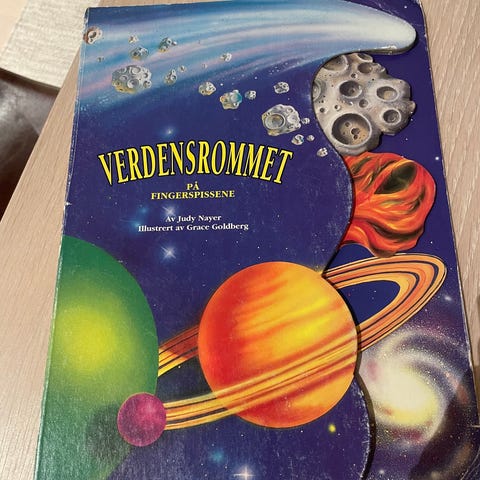 VERDENSROMMET
PÅ
FINGERSPISSENE
Av Judy Nayer
Illustrert av Grace Goldberg